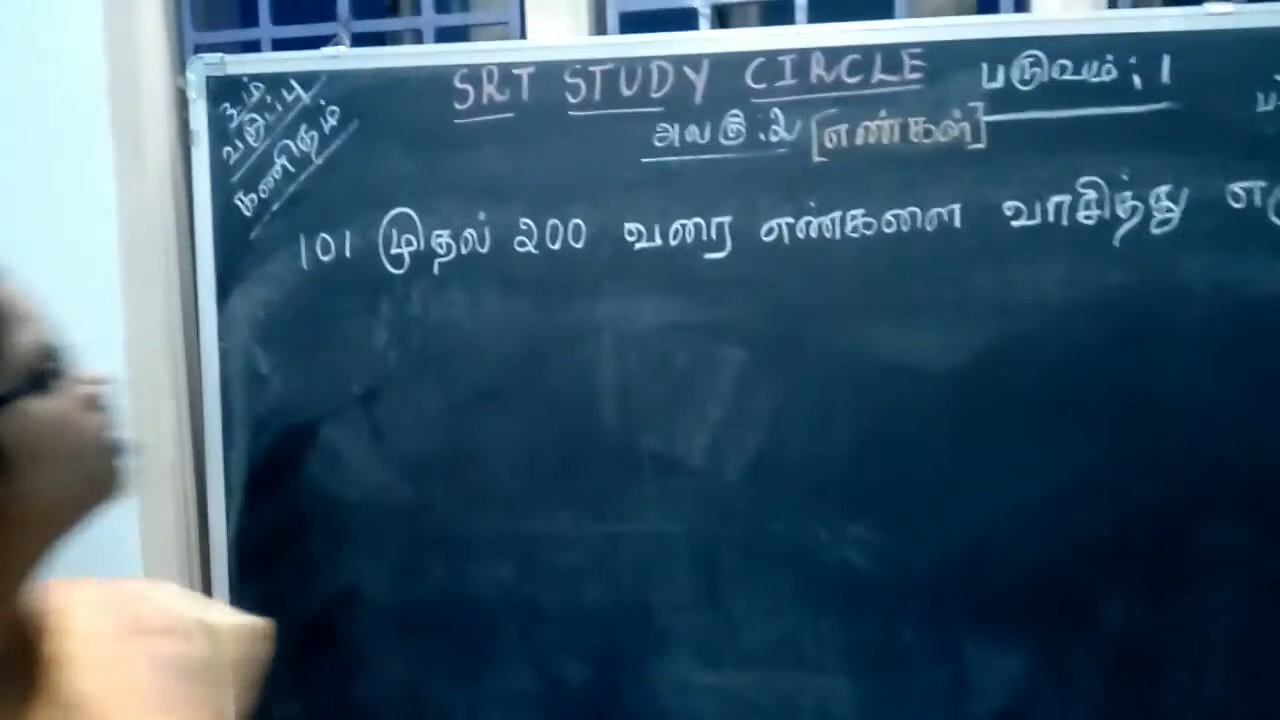 3ம்
வகுப்பு
கணிதம்
SRT STUDY CIRCLE பருவம் : 1
அலகு : 2 [எண்கள்]
101 முதல் 200 வரை எண்களை வாசித்து